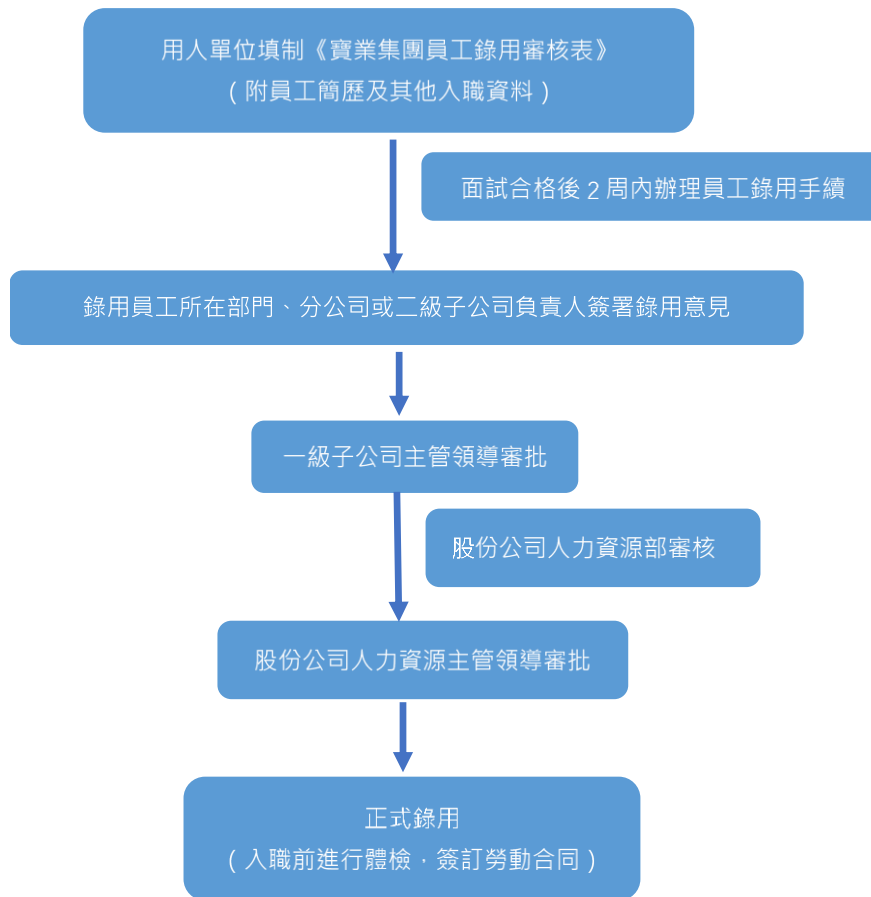 用人單位填制《寶業集團員工錄用審核表》
(附員工簡歷及其他入職資料)
面試合格後 2 周內辦理員工錄用手續
錄用員工所在部門、分公司或二級子公司負責人簽署錄用意見
一級子公司主管領導審批
股份公司人力資源部審核
股份公司人力資源主管領導審批
正式錄用
(入職前進行體檢，簽訂勞動合同)